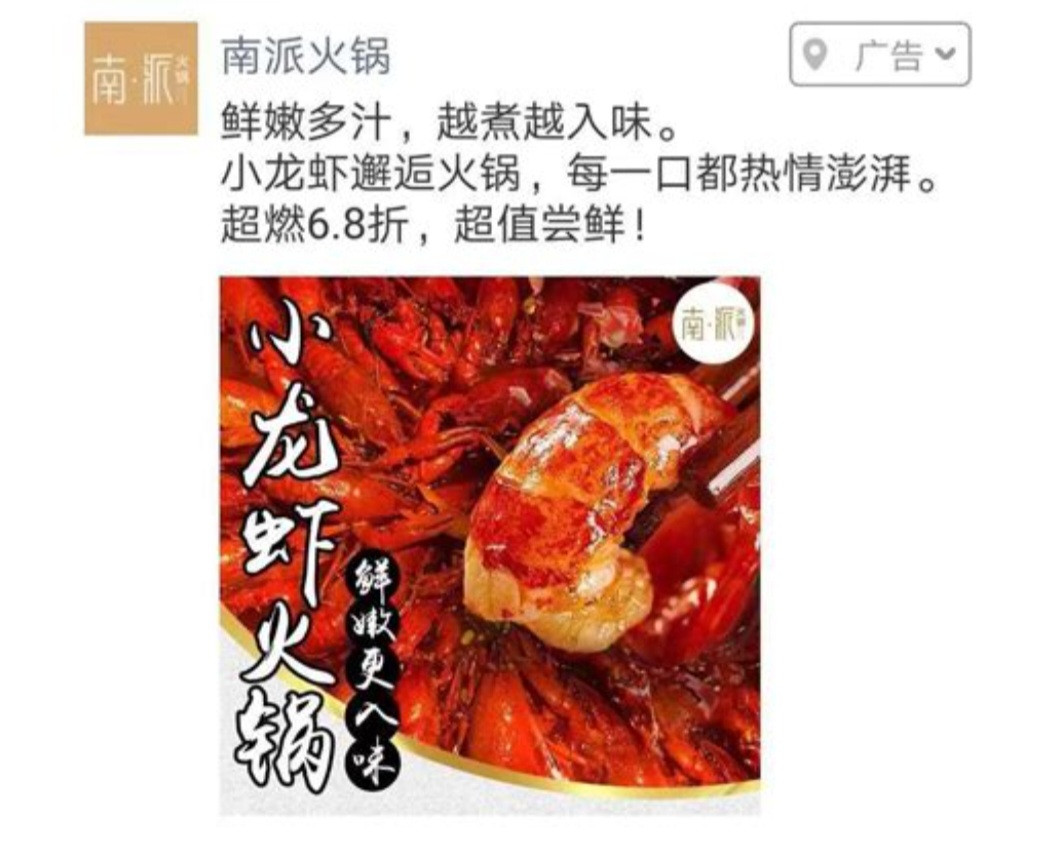 南·派火锅
南派火锅
广告
鲜嫩多汁，越煮越入味。
小龙虾邂逅火锅，每一口都热情澎湃。
超燃6.8折，超值尝鲜！
南·派火锅
小龙虾火锅
鲜嫩更入味